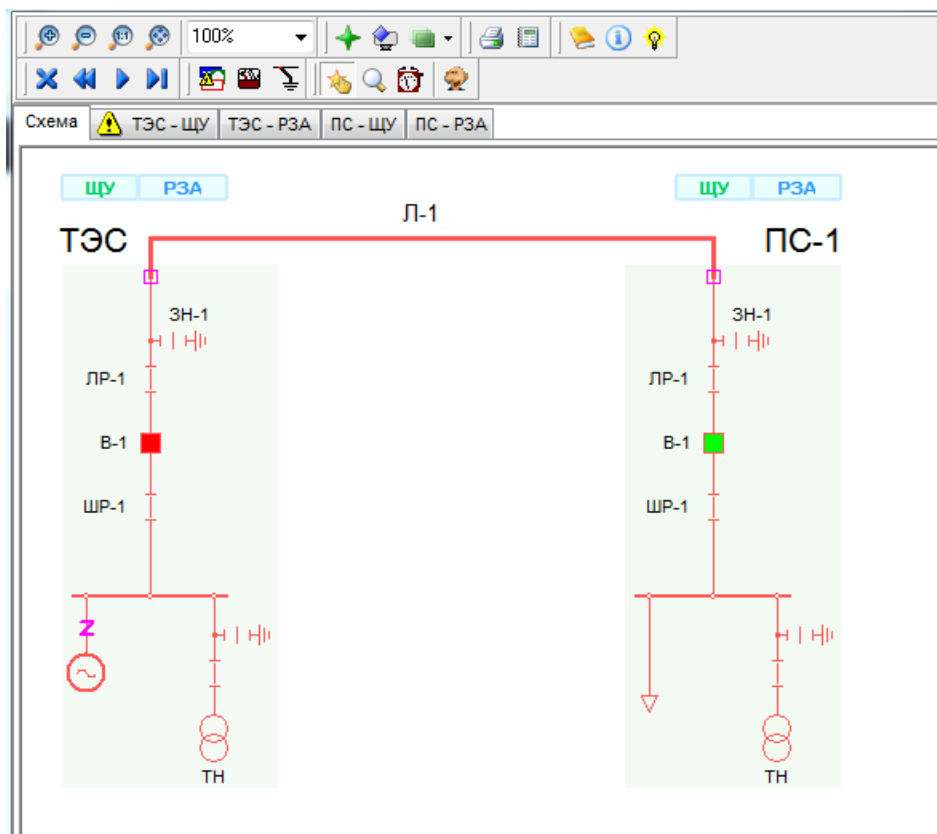 100%
Схема ТЭС - ЩУ ТЭС - РЗА ПС - ЩУ ПС - РЗА
ЩУ РЗА ЩУ РЗА
Л-1
ТЭС ПС-1
ЗН-1 ЗН-1
ЛР-1 ЛР-1
В-1 В-1
ШР-1 ШР-1
Z
ТН ТН